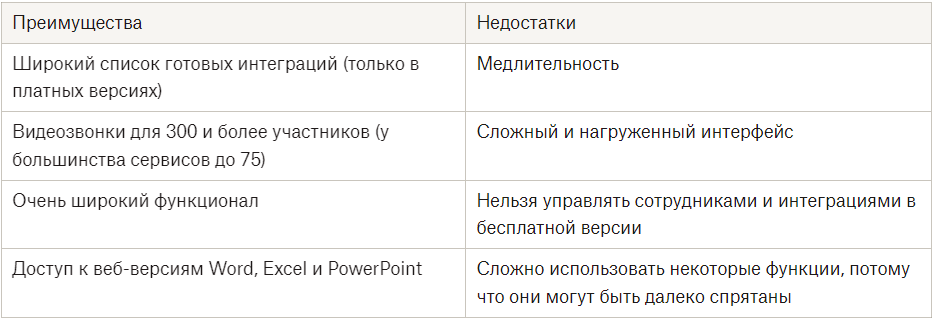 Преимущества
Недостатки
Широкий список готовых интеграций (только в
платных версиях)
Медлительность
Видеозвонки для 300 и более участников (у
большинства сервисов до 75)
Сложный и нагруженный интерфейс
Очень широкий функционал
Нельзя управлять сотрудниками и интеграциями в
бесплатной версии
Доступ к веб-версиям Word, Excel и PowerPoint
Сложно использовать некоторые функции, потому
что они могут быть далеко спрятаны